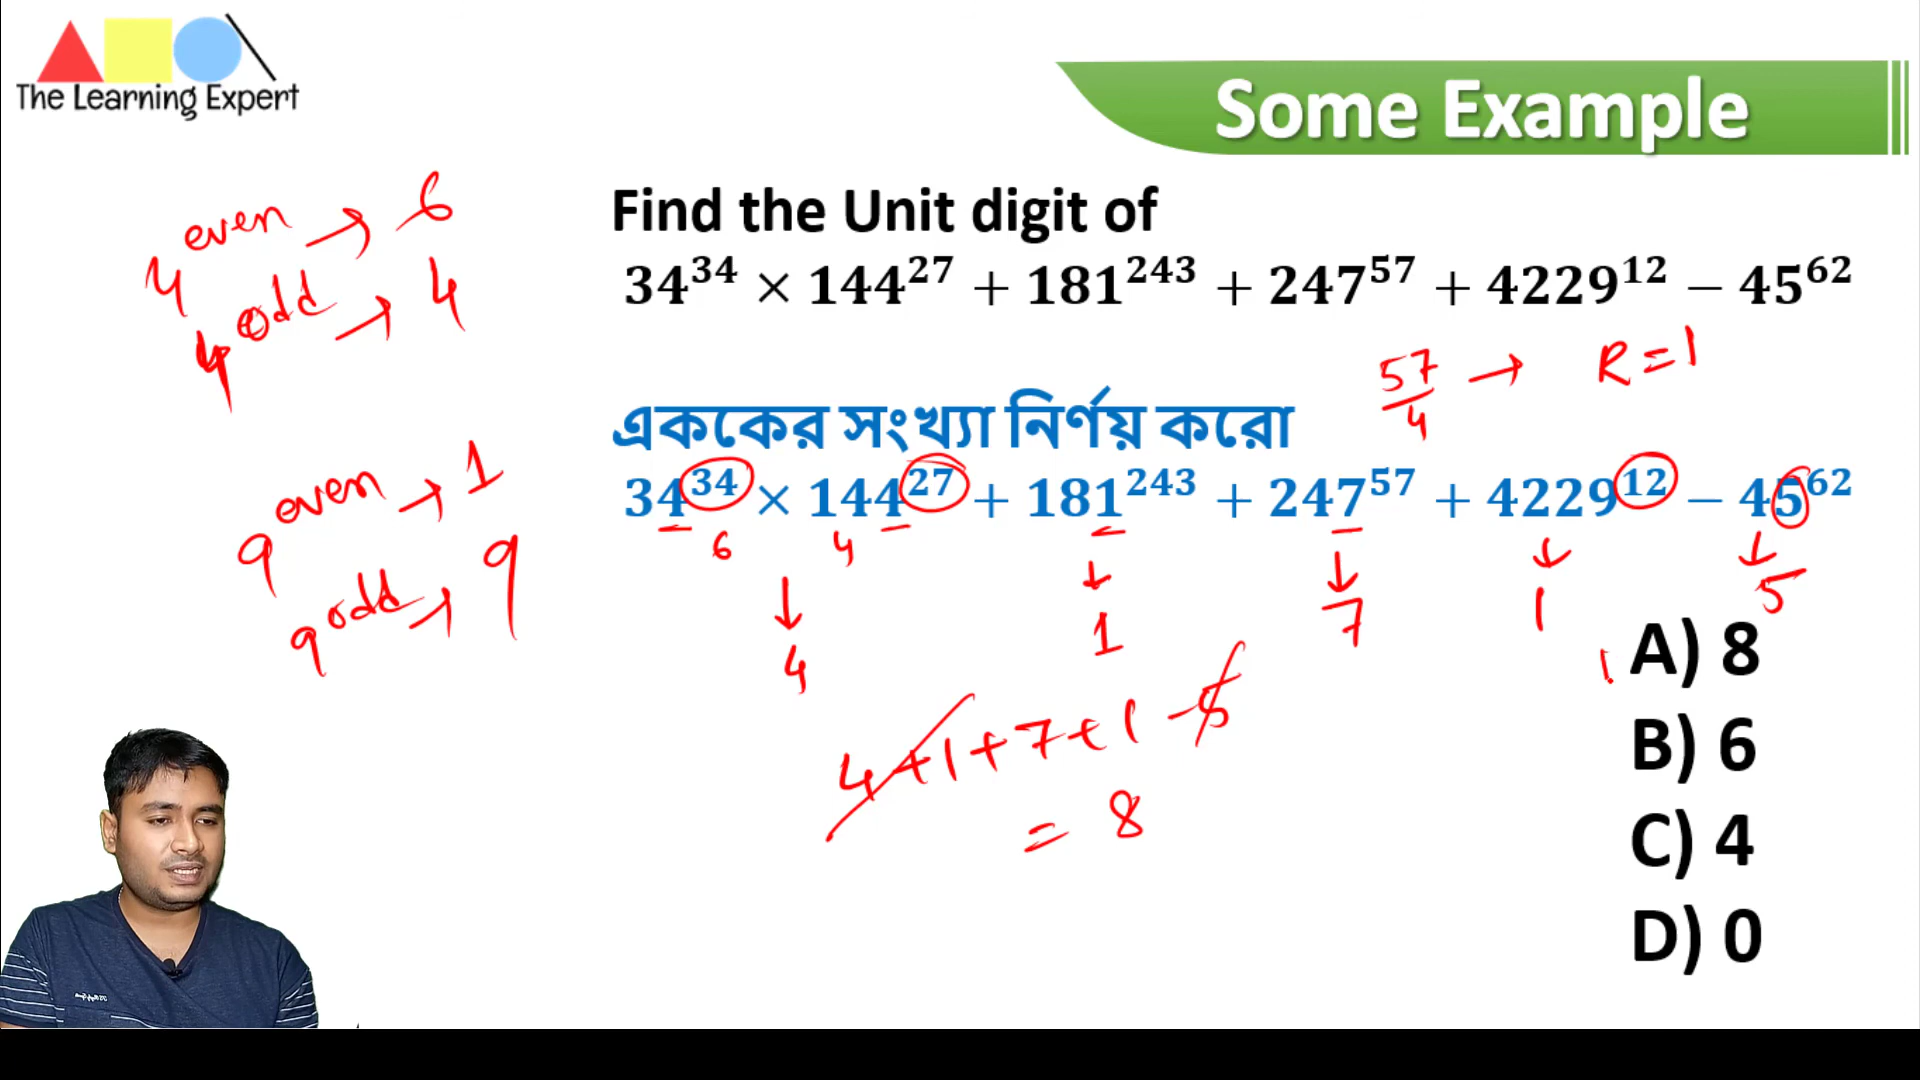 The Learning Expert
Some Example
Find the Unit digit of
34^34 × 144^27 + 181^243 + 247^57 + 4229^12 − 45^62
4^even → 6
4^odd → 4
57/4 → R = 1
এককের সংখ্যা নির্ণয় করো
34^34 × 144^27 + 181^243 + 247^57 + 4229^12 − 45^62
6 4
9^even → 1
9^odd → 9
↓ ↓ ↓ ↓ ↓
4 1 7 1 5
4 + 1 + 7 + 1 − 5
= 8
A) 8
B) 6
C) 4
D) 0